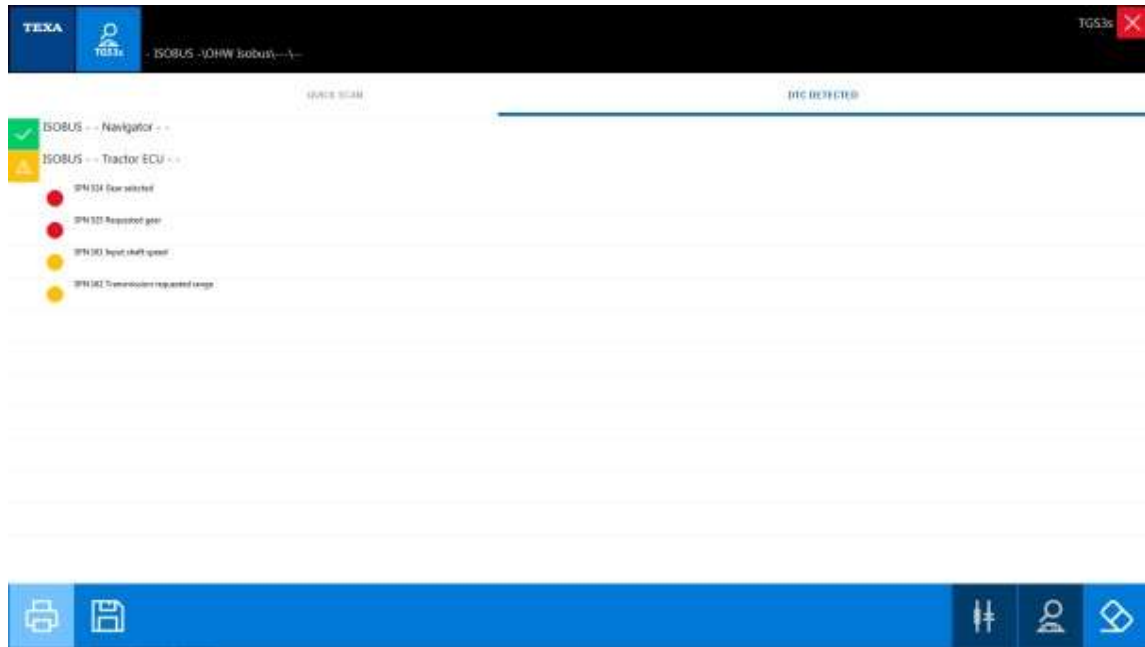 TEXA
TGS3s
TGS3s
- ISOBUS -\OHW Isobus\---\--
QUICK SCAN
DTC DETECTED
ISOBUS - - Navigator - -
ISOBUS - - Tractor ECU - -
SPN 524 Gear selected
SPN 525 Requested gear
SPN 161 Input shaft speed
SPN 162 Transmission requested range